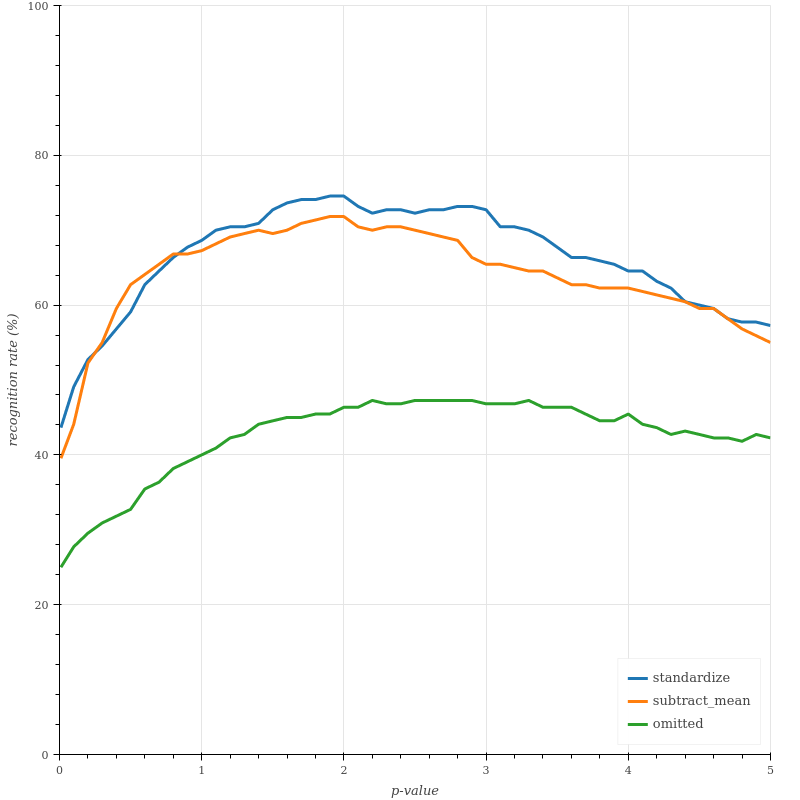 100
80
60
40
20
0
recognition rate (%)
0 1 2 3 4 5
p-value
standardize
subtract_mean
omitted